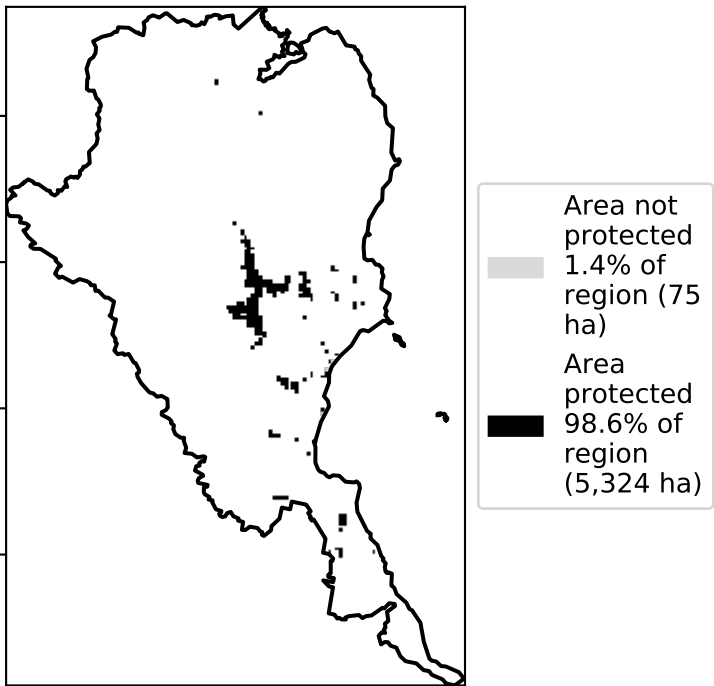 Area not
protected
1.4% of
region (75
ha)
Area
protected
98.6% of
region
(5,324 ha)